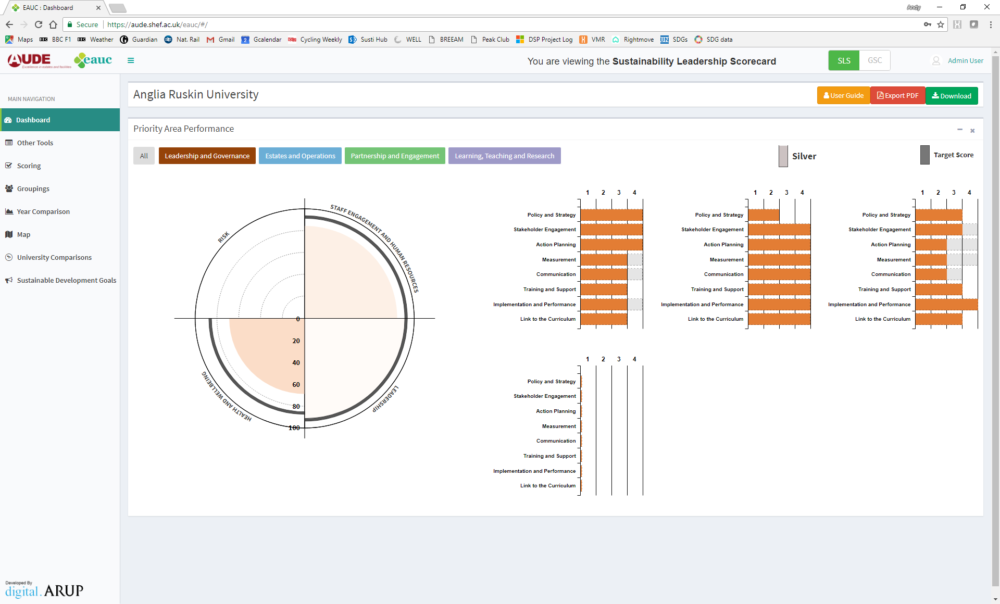 EAUC : Dashboard
Andy
Secure
https://aude.shef.ac.uk/eauc/#/
Maps
BBC F1
Weather
Guardian
Nat. Rail
Gmail
Gcalendar
Cycling Weekly
Susti Hub
WELL
BREEAM
Peak Club
DSP Project Log
VMR
Rightmove
SDGs
SDG data
AUDE
Excellence in estates and facilities
eauc
You are viewing the Sustainability Leadership Scorecard
SLS
GSC
Admin User
MAIN NAVIGATION
Dashboard
Other Tools
Scoring
Groupings
Year Comparison
Map
University Comparisons
Sustainable Development Goals
Developed By
digital. ARUP
Anglia Ruskin University
User Guide
Export PDF
Download
Priority Area Performance
All
Leadership and Governance
Estates and Operations
Partnership and Engagement
Learning, Teaching and Research
Silver
Target Score
RISK
STAFF ENGAGEMENT AND HUMAN RESOURCES
LEADERSHIP
HEALTH AND WELLBEING
0
20
40
60
80
100
1 2 3 4
Policy and Strategy
Stakeholder Engagement
Action Planning
Measurement
Communication
Training and Support
Implementation and Performance
Link to the Curriculum
1 2 3 4
Policy and Strategy
Stakeholder Engagement
Action Planning
Measurement
Communication
Training and Support
Implementation and Performance
Link to the Curriculum
1 2 3 4
Policy and Strategy
Stakeholder Engagement
Action Planning
Measurement
Communication
Training and Support
Implementation and Performance
Link to the Curriculum
1 2 3 4
Policy and Strategy
Stakeholder Engagement
Action Planning
Measurement
Communication
Training and Support
Implementation and Performance
Link to the Curriculum